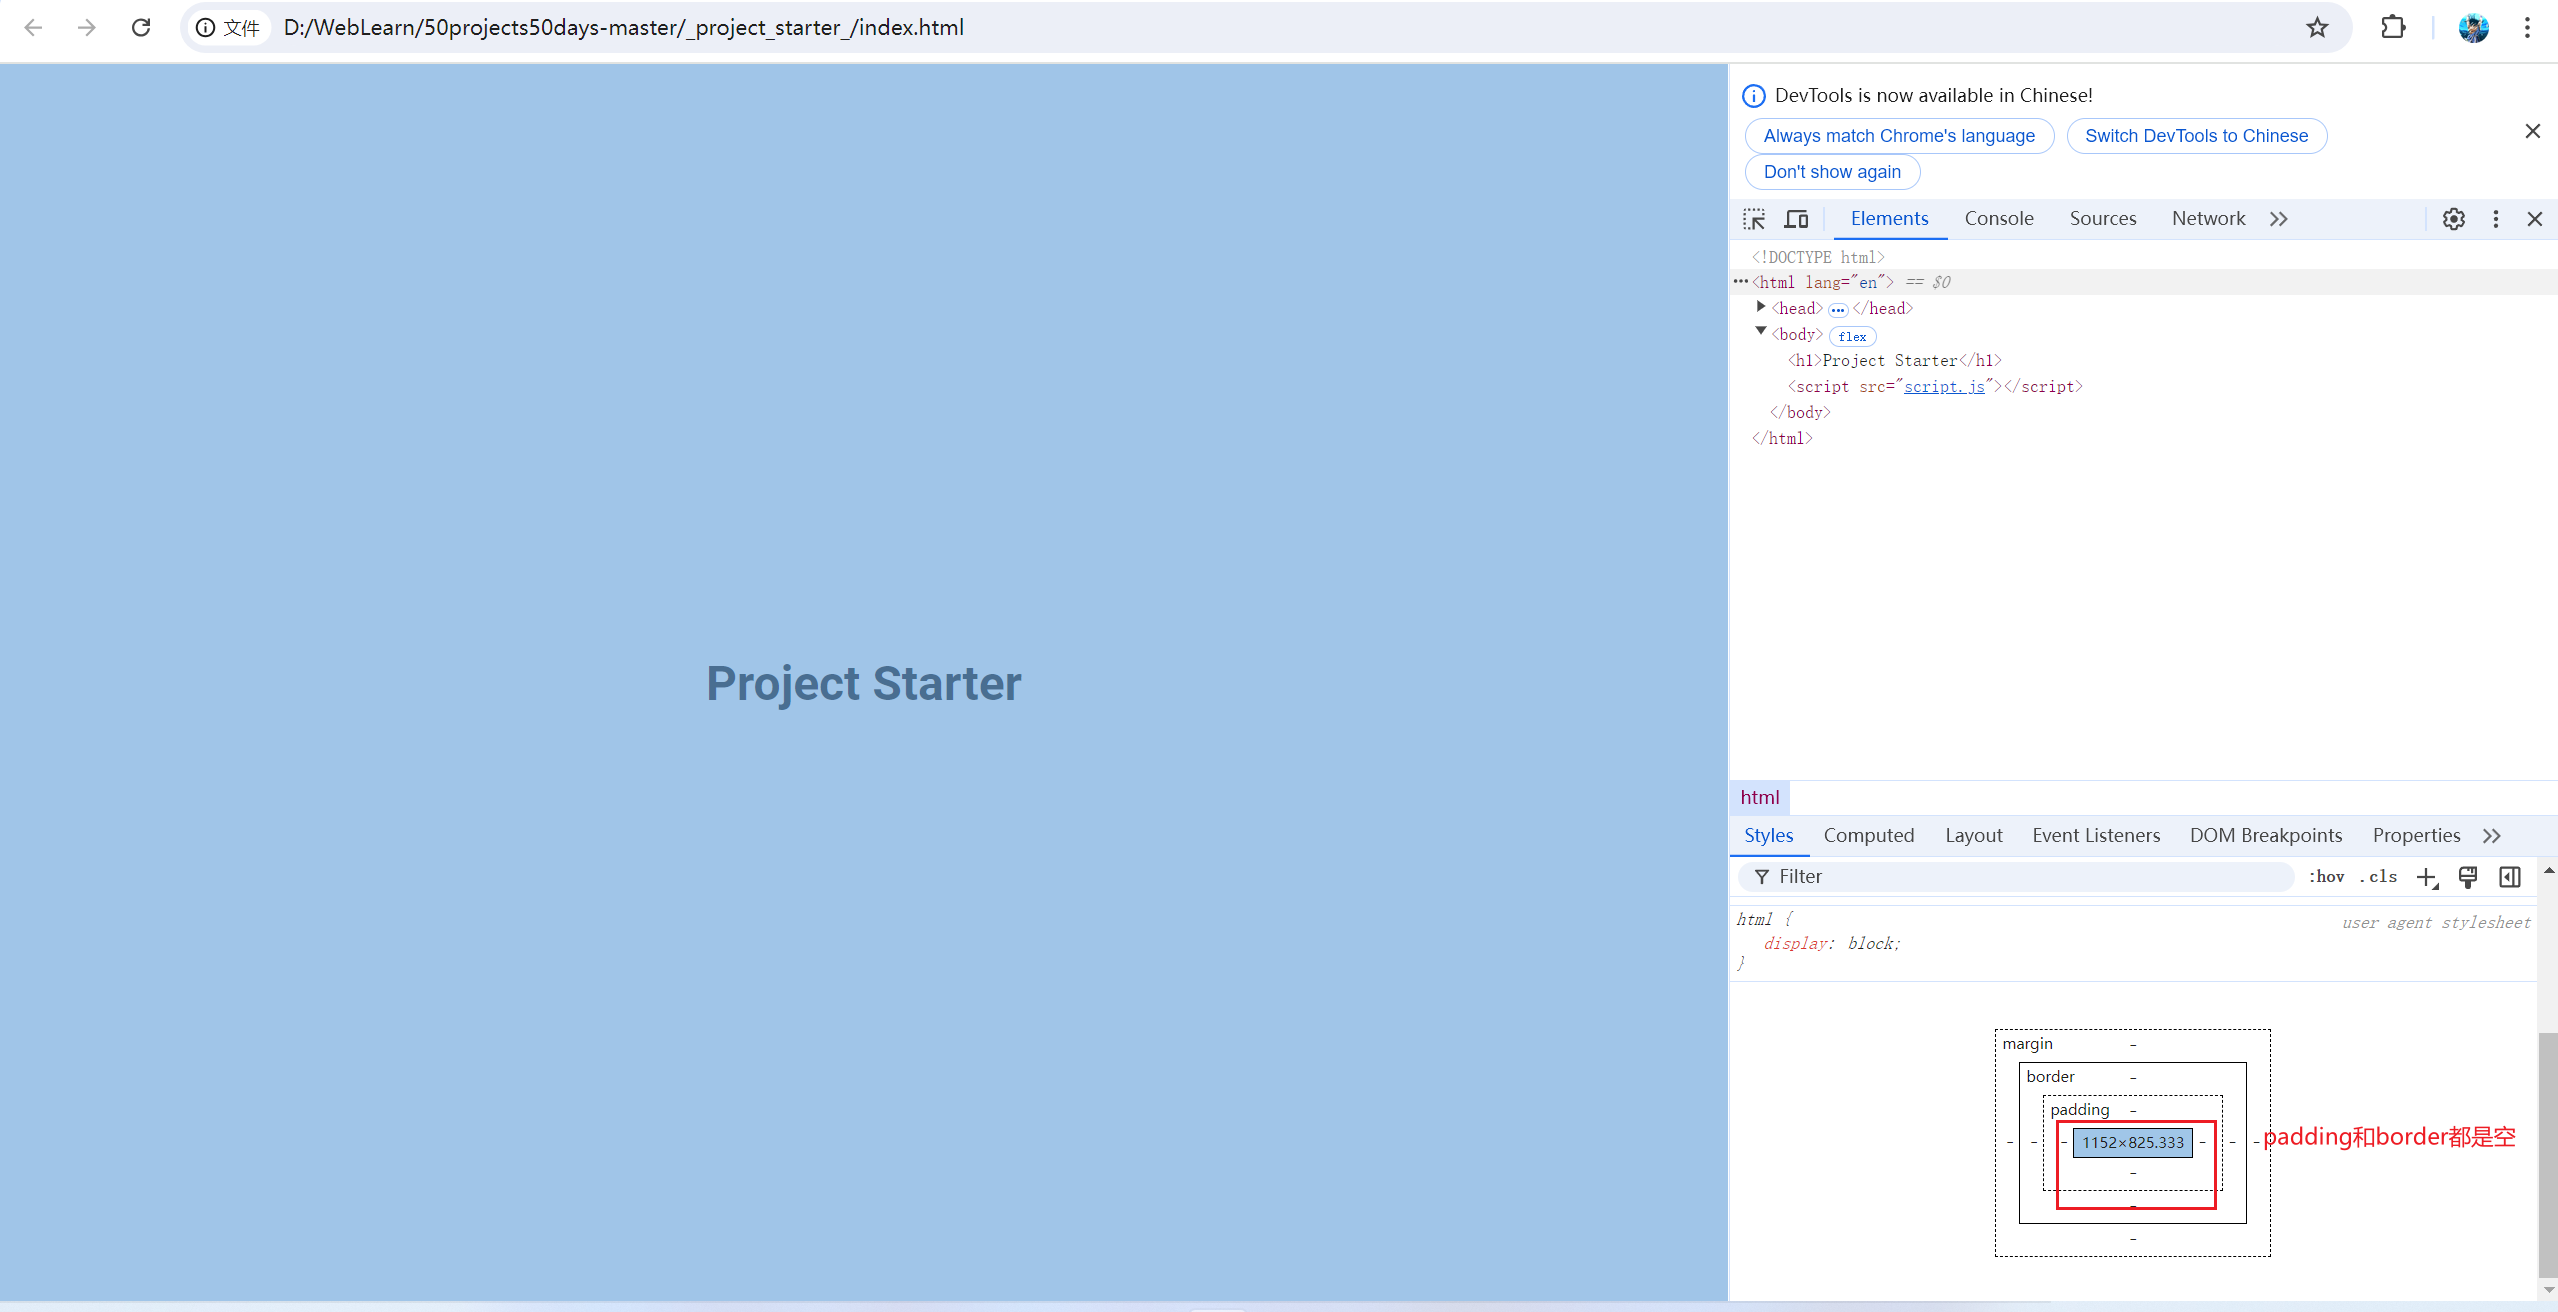 文件 D:/WebLearn/50projects50days-master/_project_starter_/index.html
Project Starter
DevTools is now available in Chinese!
Always match Chrome's language Switch DevTools to Chinese
Don't show again
Elements Console Sources Network
<!DOCTYPE html>
<html lang="en"> == $0
<head> </head>
<body> flex
<h1>Project Starter</h1>
<script src="script.js"></script>
</body>
</html>
html
Styles Computed Layout Event Listeners DOM Breakpoints Properties
Filter :hov .cls
html { user agent stylesheet
display: block;
}
margin -
border -
padding -
- - - 1152×825.333 - - - padding和border都是空
-
-
-